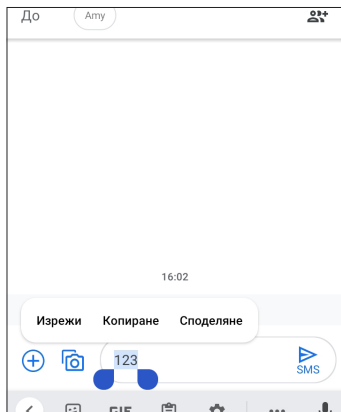 До Amy
16:02
Изрежи Копиране Споделяне
123
SMS
GIF